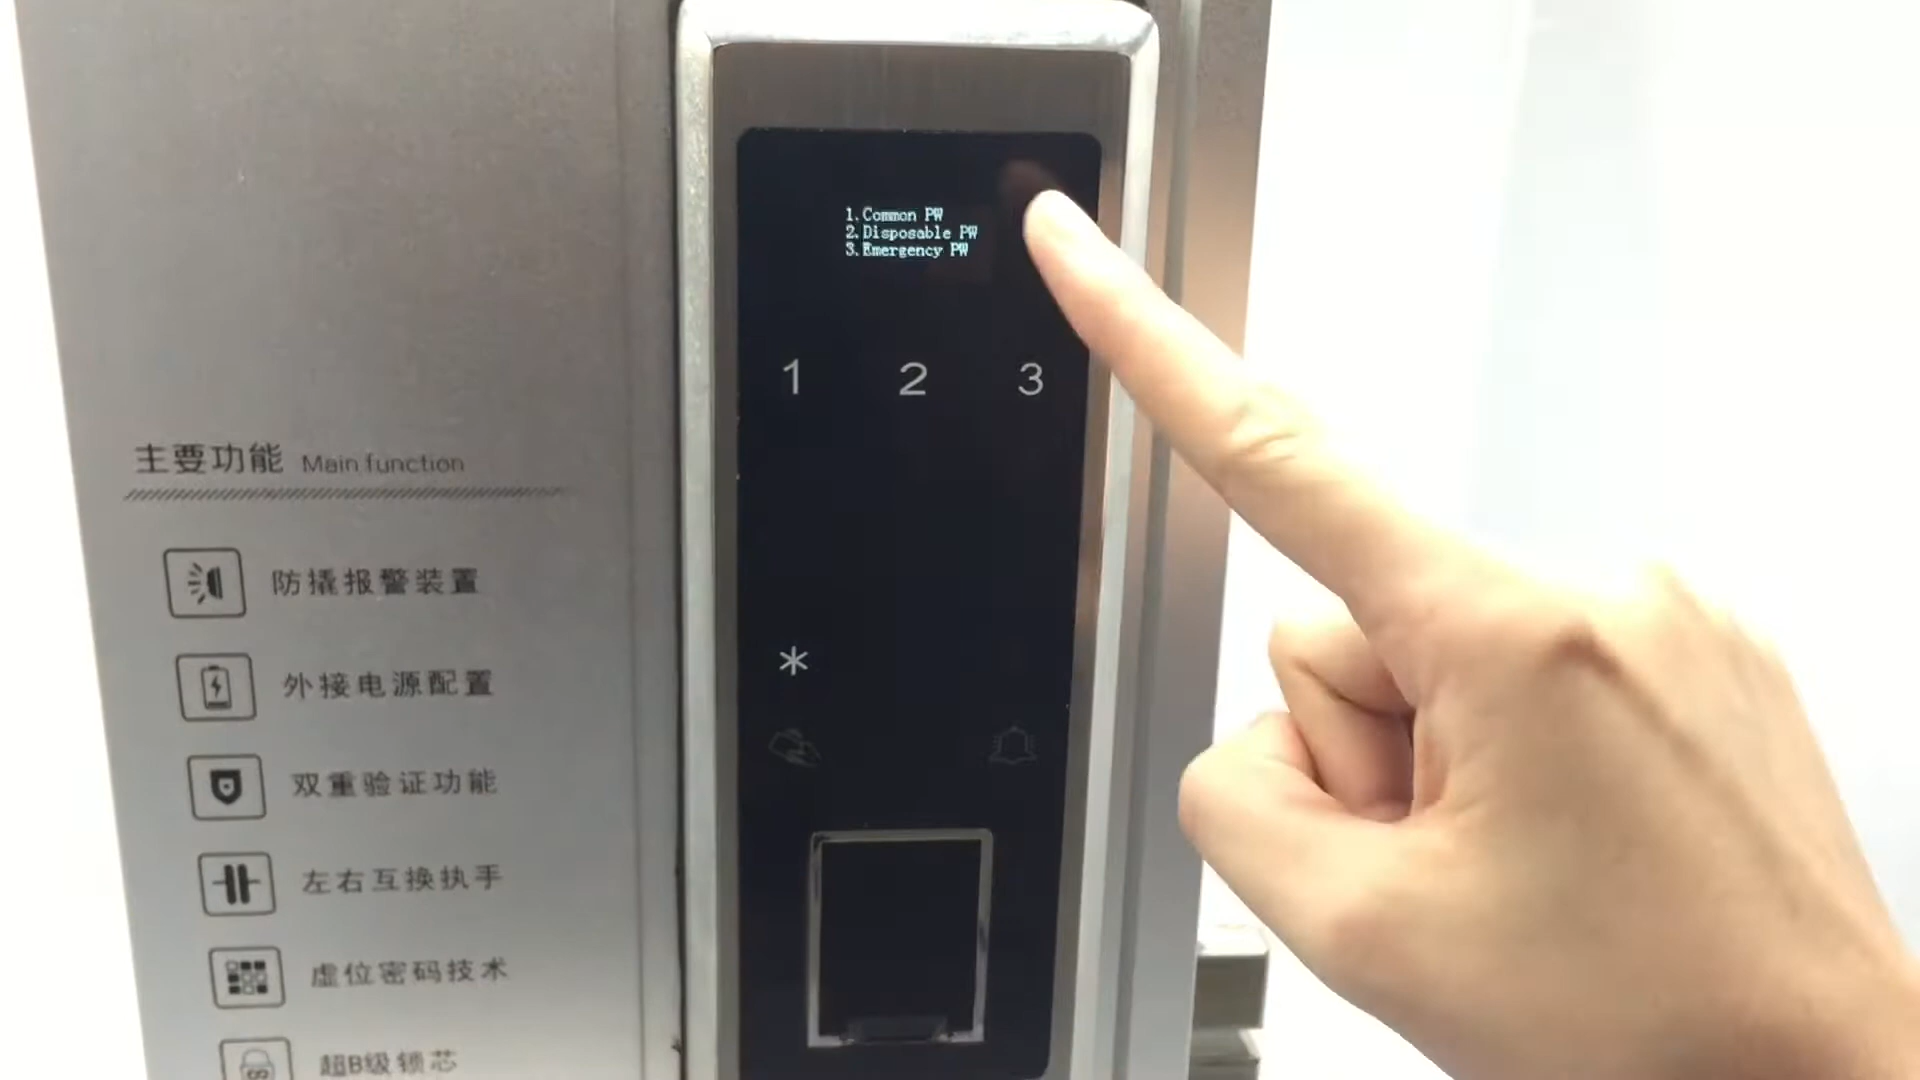 1.Common PW
2.Disposable PW
3.Emergency PW
1 2 3
*
主要功能 Main function
防撬报警装置
外接电源配置
双重验证功能
左右互换执手
虚位密码技术
超B级锁芯